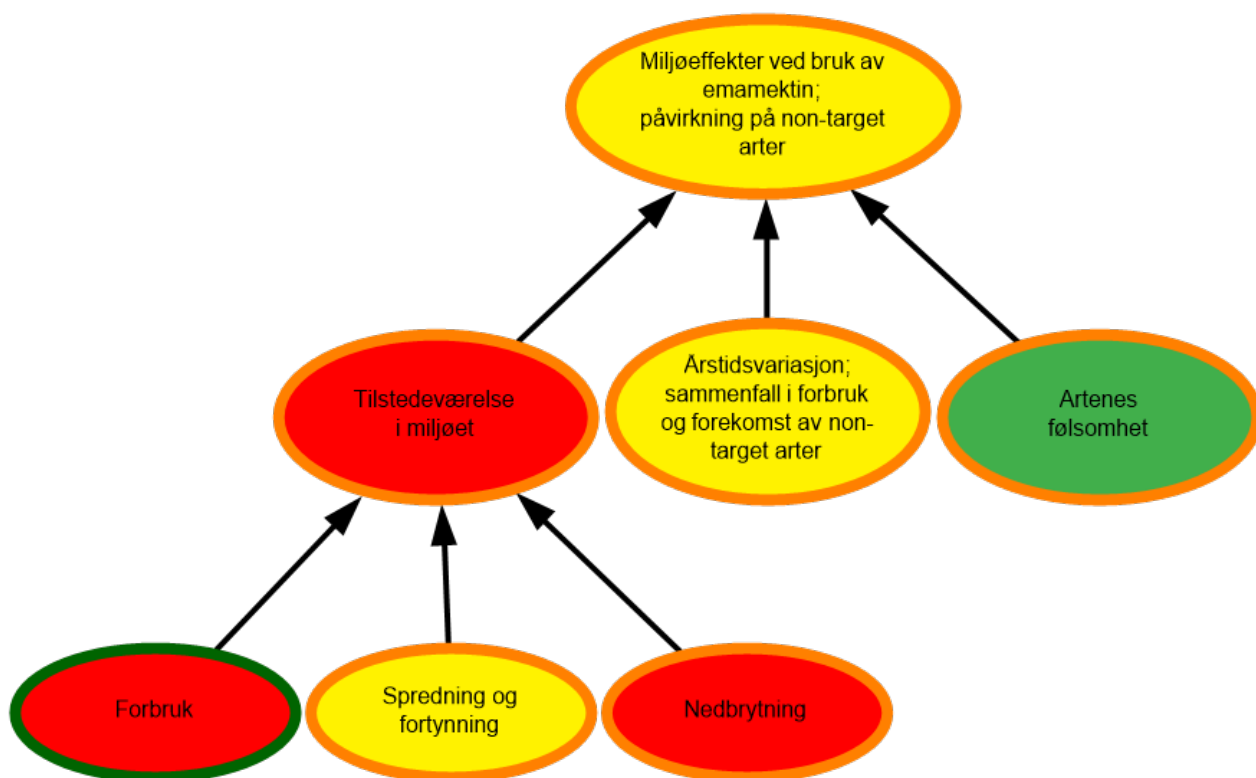 Miljøeffekter ved bruk av
emamektin;
påvirkning på non-target
arter
Tilstedeværelse
i miljøet
Årstidsvariasjon;
sammenfall i forbruk
og forekomst av non-
target arter
Artenes
følsomhet
Forbruk
Spredning og
fortynning
Nedbrytning